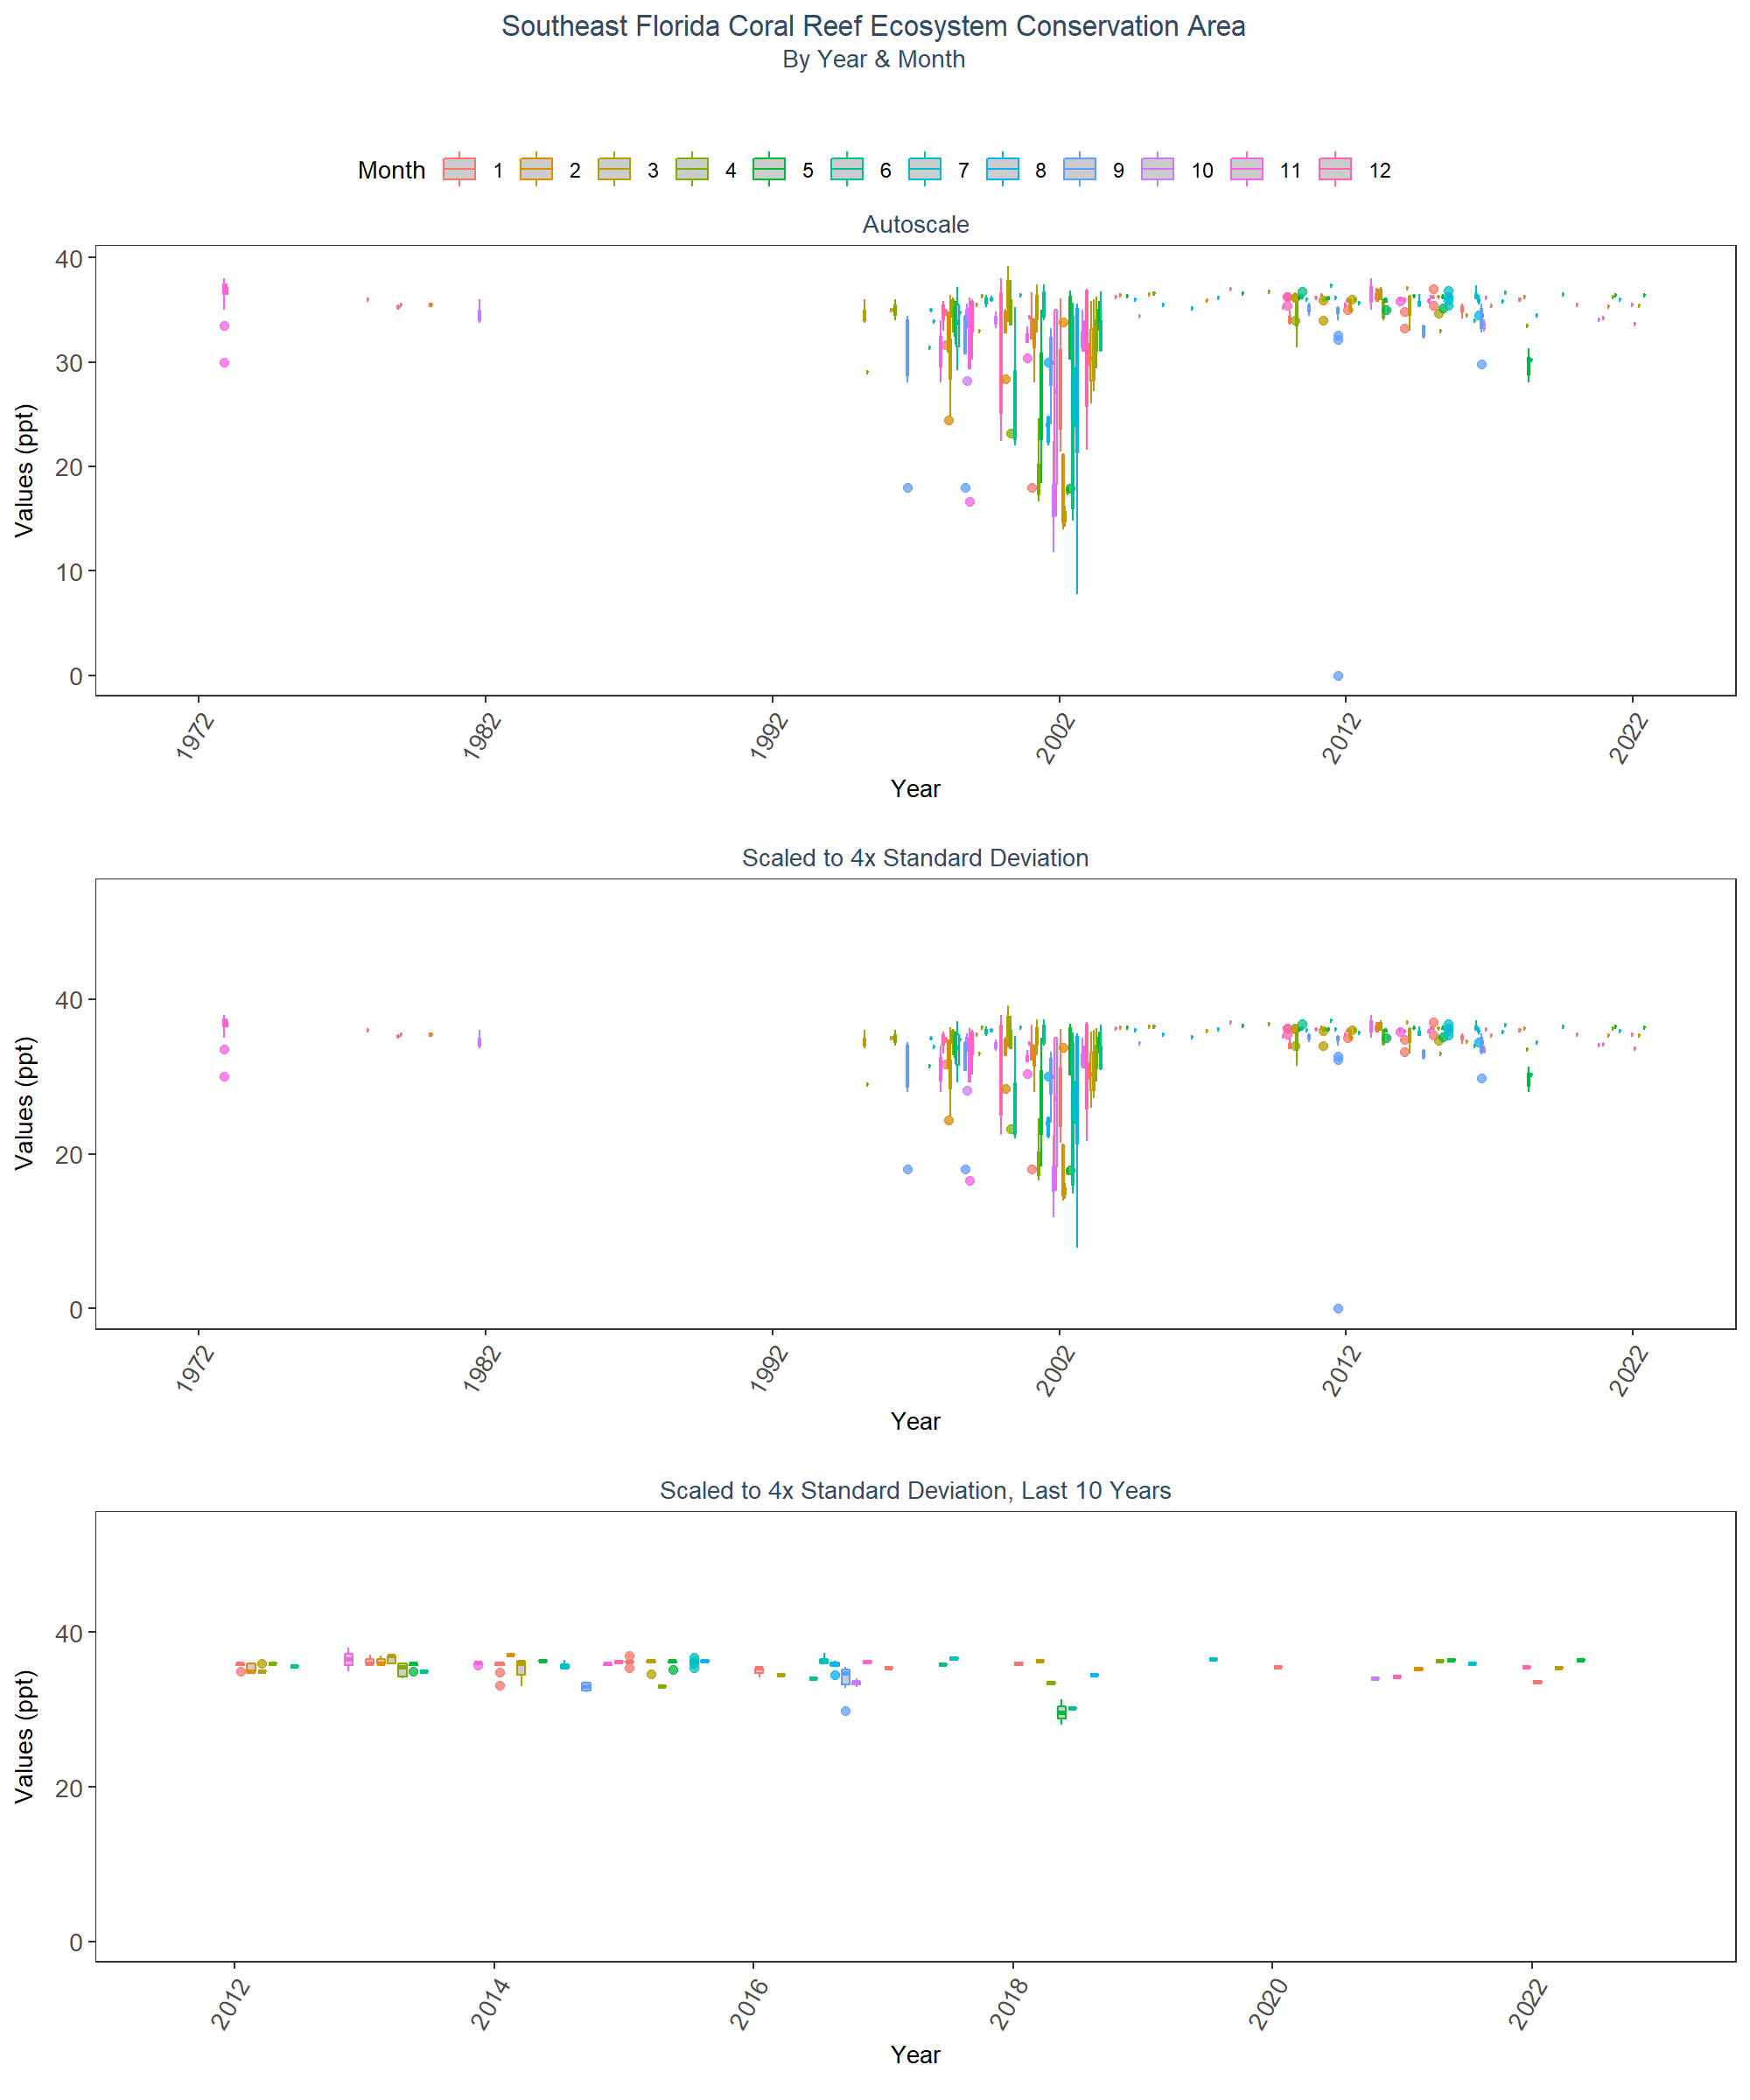 Southeast Florida Coral Reef Ecosystem Conservation Area
By Year & Month
Month 1 2 3 4 5 6 7 8 9 10 11 12
Autoscale
Values (ppt)
40
30
20
10
0
1972 1982 1992 2002 2012 2022
Year
Scaled to 4x Standard Deviation
Values (ppt)
40
20
0
1972 1982 1992 2002 2012 2022
Year
Scaled to 4x Standard Deviation, Last 10 Years
Values (ppt)
40
20
0
2012 2014 2016 2018 2020 2022
Year